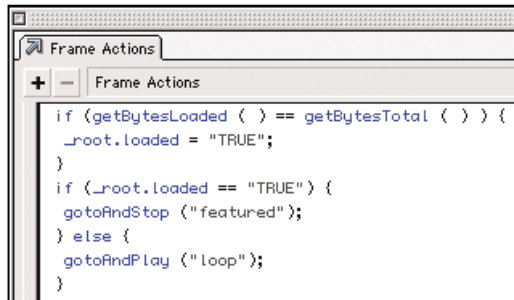 Frame Actions
+ − Frame Actions
if (getBytesLoaded ( ) == getBytesTotal ( ) ) {
_root.loaded = "TRUE";
}
if (_root.loaded == "TRUE") {
gotoAndStop ("featured");
} else {
gotoAndPlay ("loop");
}